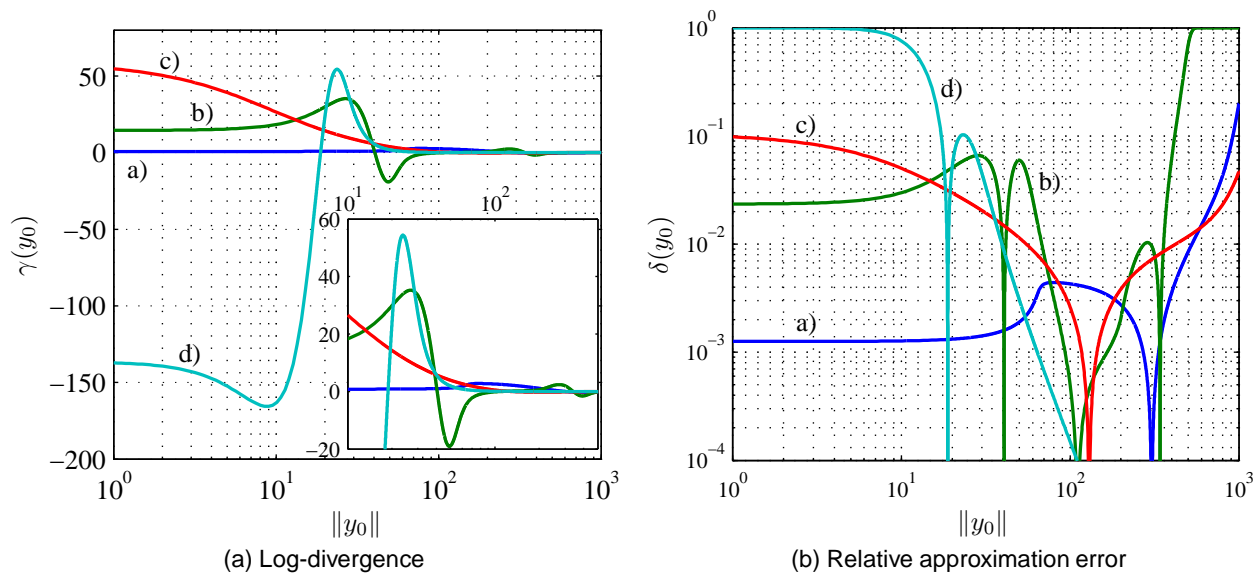 50
0
−50
−100
−150
−200
γ(y0)
c)
b)
a)
d)
10^1
10^2
60
40
20
0
−20
10^0
10^1
10^2
10^3
‖y0‖
(a) Log-divergence
10^0
10^-1
10^-2
10^-3
10^-4
δ(y0)
d)
c)
b)
a)
10^0
10^1
10^2
10^3
‖y0‖
(b) Relative approximation error